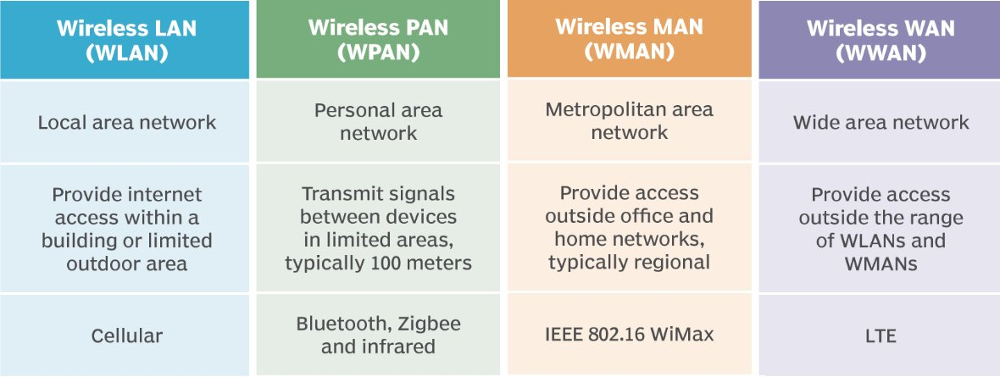 Wireless LAN
(WLAN)
Wireless PAN
(WPAN)
Wireless MAN
(WMAN)
Wireless WAN
(WWAN)
Local area network
Personal area
network
Metropolitan area
network
Wide area network
Provide internet
access within a
building or limited
outdoor area
Transmit signals
between devices
in limited areas,
typically 100 meters
Provide access
outside office and
home networks,
typically regional
Provide access
outside the range
of WLANs and
WMANs
Cellular
Bluetooth, Zigbee
and infrared
IEEE 802.16 WiMax
LTE